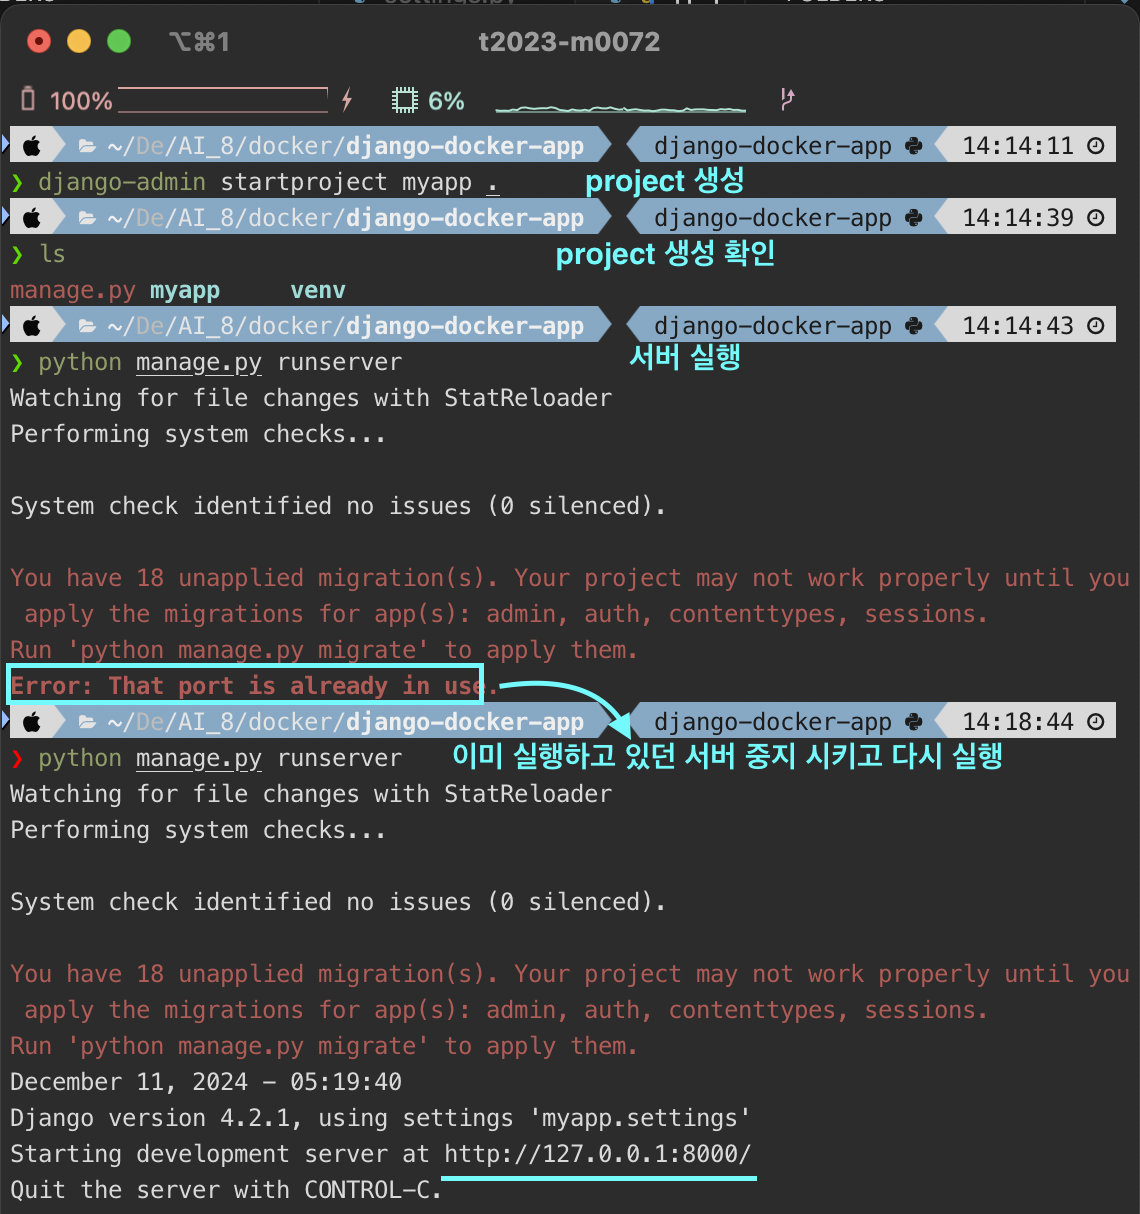 ⌥⌘1 t2023-m0072
100% 6%
~/De/AI_8/docker/django-docker-app django-docker-app 14:14:11
❯ django-admin startproject myapp . project 생성
~/De/AI_8/docker/django-docker-app django-docker-app 14:14:39
❯ ls project 생성 확인
manage.py myapp venv
~/De/AI_8/docker/django-docker-app django-docker-app 14:14:43
❯ python manage.py runserver 서버 실행
Watching for file changes with StatReloader
Performing system checks...
System check identified no issues (0 silenced).
You have 18 unapplied migration(s). Your project may not work properly until you
apply the migrations for app(s): admin, auth, contenttypes, sessions.
Run 'python manage.py migrate' to apply them.
Error: That port is already in use.
~/De/AI_8/docker/django-docker-app django-docker-app 14:18:44
❯ python manage.py runserver 이미 실행하고 있던 서버 중지 시키고 다시 실행
Watching for file changes with StatReloader
Performing system checks...
System check identified no issues (0 silenced).
You have 18 unapplied migration(s). Your project may not work properly until you
apply the migrations for app(s): admin, auth, contenttypes, sessions.
Run 'python manage.py migrate' to apply them.
December 11, 2024 - 05:19:40
Django version 4.2.1, using settings 'myapp.settings'
Starting development server at http://127.0.0.1:8000/
Quit the server with CONTROL-C.